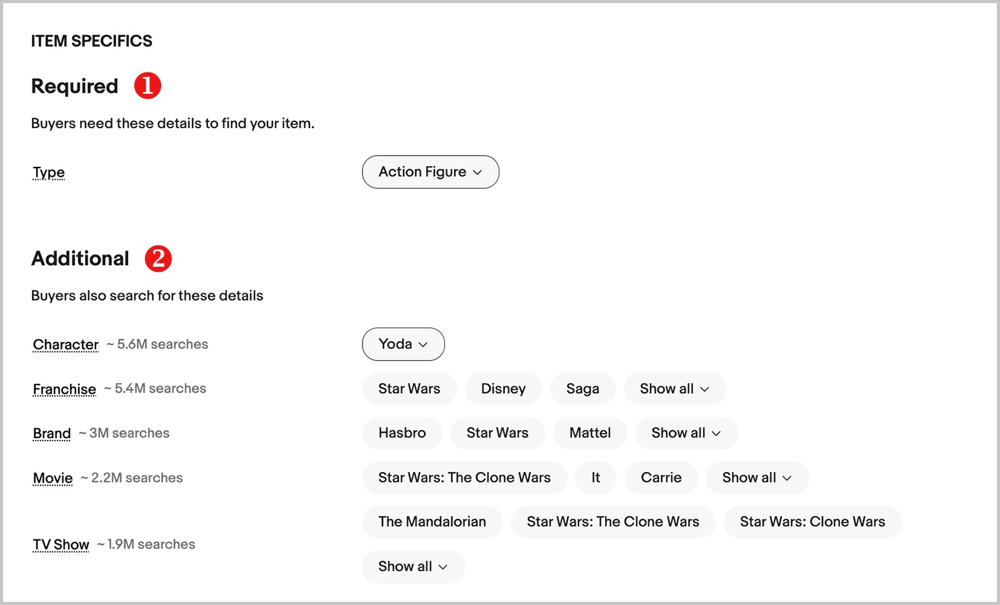 ITEM SPECIFICS
Required 1
Buyers need these details to find your item.
Type Action Figure
Additional 2
Buyers also search for these details
Character ~ 5.6M searches Yoda
Franchise ~ 5.4M searches Star Wars Disney Saga Show all
Brand ~ 3M searches Hasbro Star Wars Mattel Show all
Movie ~ 2.2M searches Star Wars: The Clone Wars It Carrie Show all
The Mandalorian Star Wars: The Clone Wars Star Wars: Clone Wars
TV Show ~ 1.9M searches
Show all